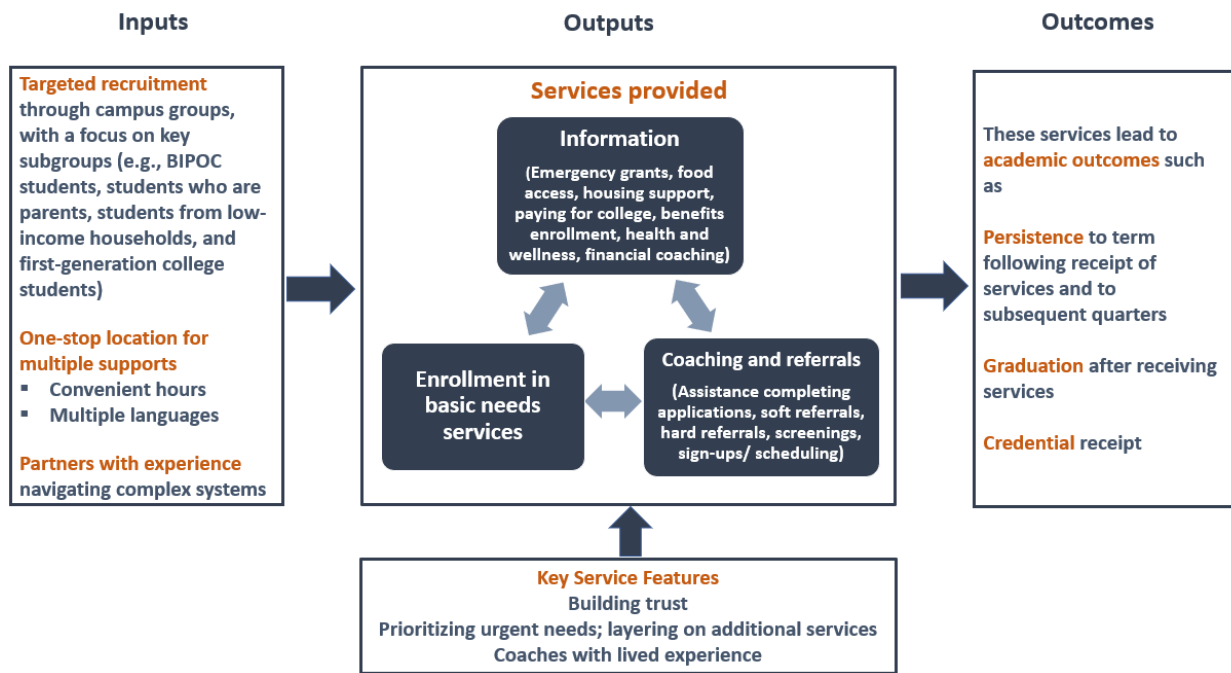 Inputs
Outputs
Outcomes
Targeted recruitment
through campus groups,
with a focus on key
subgroups (e.g., BIPOC
students, students who are
parents, students from low-
income households, and
first-generation college
students)
One-stop location for
multiple supports
▪ Convenient hours
▪ Multiple languages
Partners with experience
navigating complex systems
Services provided
Information
(Emergency grants, food
access, housing support,
paying for college, benefits
enrollment, health and
wellness, financial coaching)
Enrollment in
basic needs
services
Coaching and referrals
(Assistance completing
applications, soft referrals,
hard referrals, screenings,
sign-ups/ scheduling)
Key Service Features
Building trust
Prioritizing urgent needs; layering on additional services
Coaches with lived experience
These services lead to
academic outcomes such
as
Persistence to term
following receipt of
services and to
subsequent quarters
Graduation after receiving
services
Credential receipt